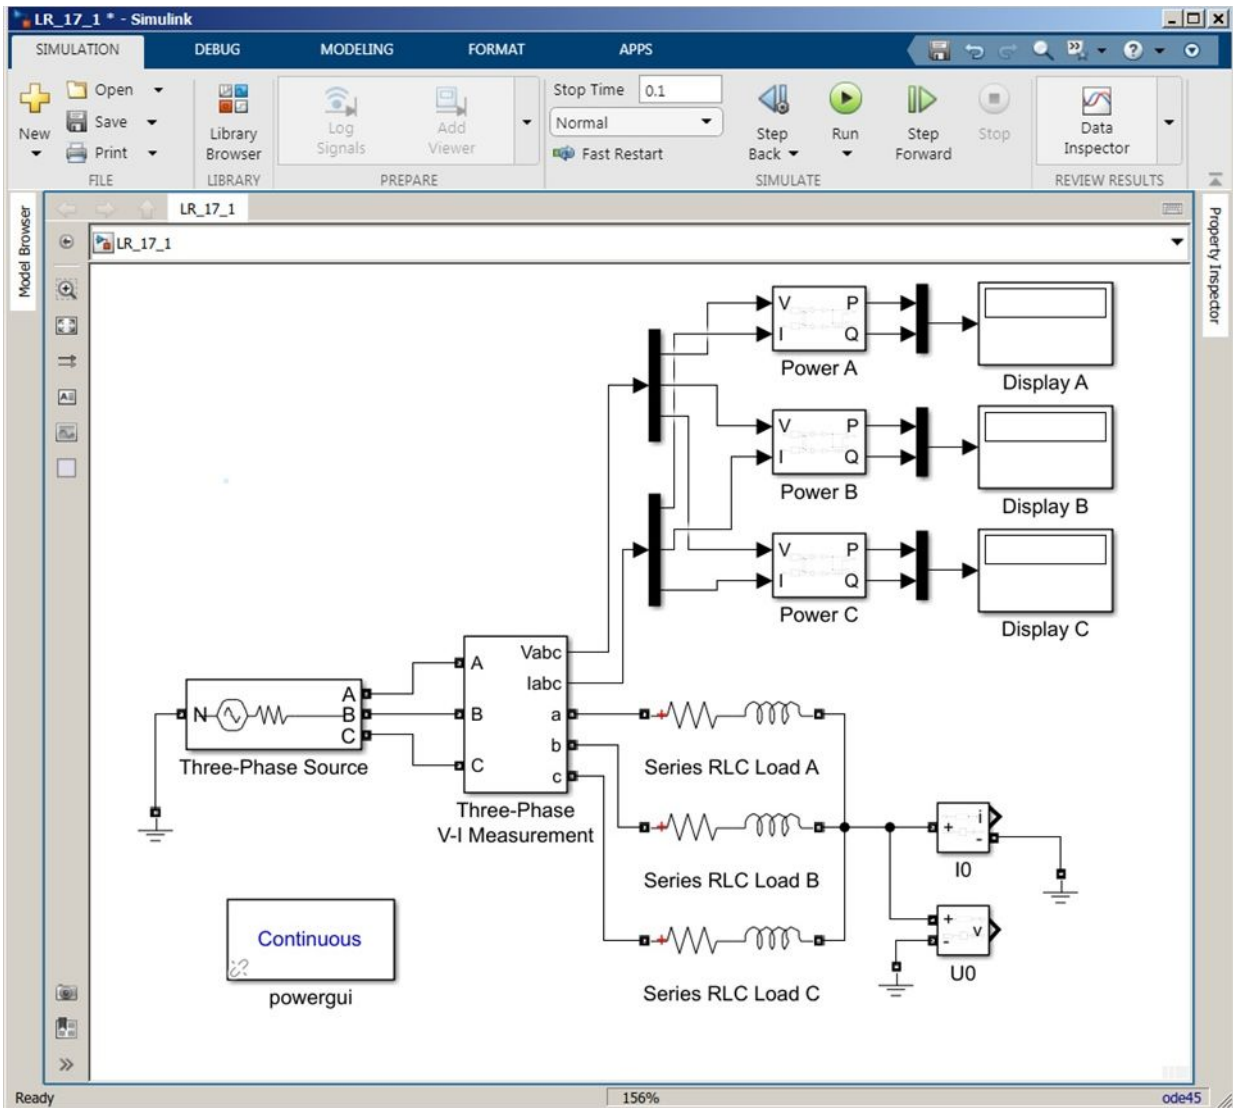 LR_17_1 * - Simulink
SIMULATION DEBUG MODELING FORMAT APPS
New
Open
Save
Print
FILE
Library
Browser
LIBRARY
Log
Signals
Add
Viewer
PREPARE
Stop Time 0.1
Normal
Fast Restart
Step
Back
Run
Step
Forward
Stop
SIMULATE
Data
Inspector
REVIEW RESULTS
Model Browser
Property Inspector
LR_17_1
LR_17_1
V P
I Q
Power A
Display A
V P
I Q
Power B
Display B
V P
I Q
Power C
Display C
N
A
B
C
Three-Phase Source
A
B
C
Vabc
Iabc
a
b
c
Three-Phase
V-I Measurement
Series RLC Load A
Series RLC Load B
Series RLC Load C
+ i
-
I0
+ v
-
U0
Continuous
powergui
Ready 156% ode45